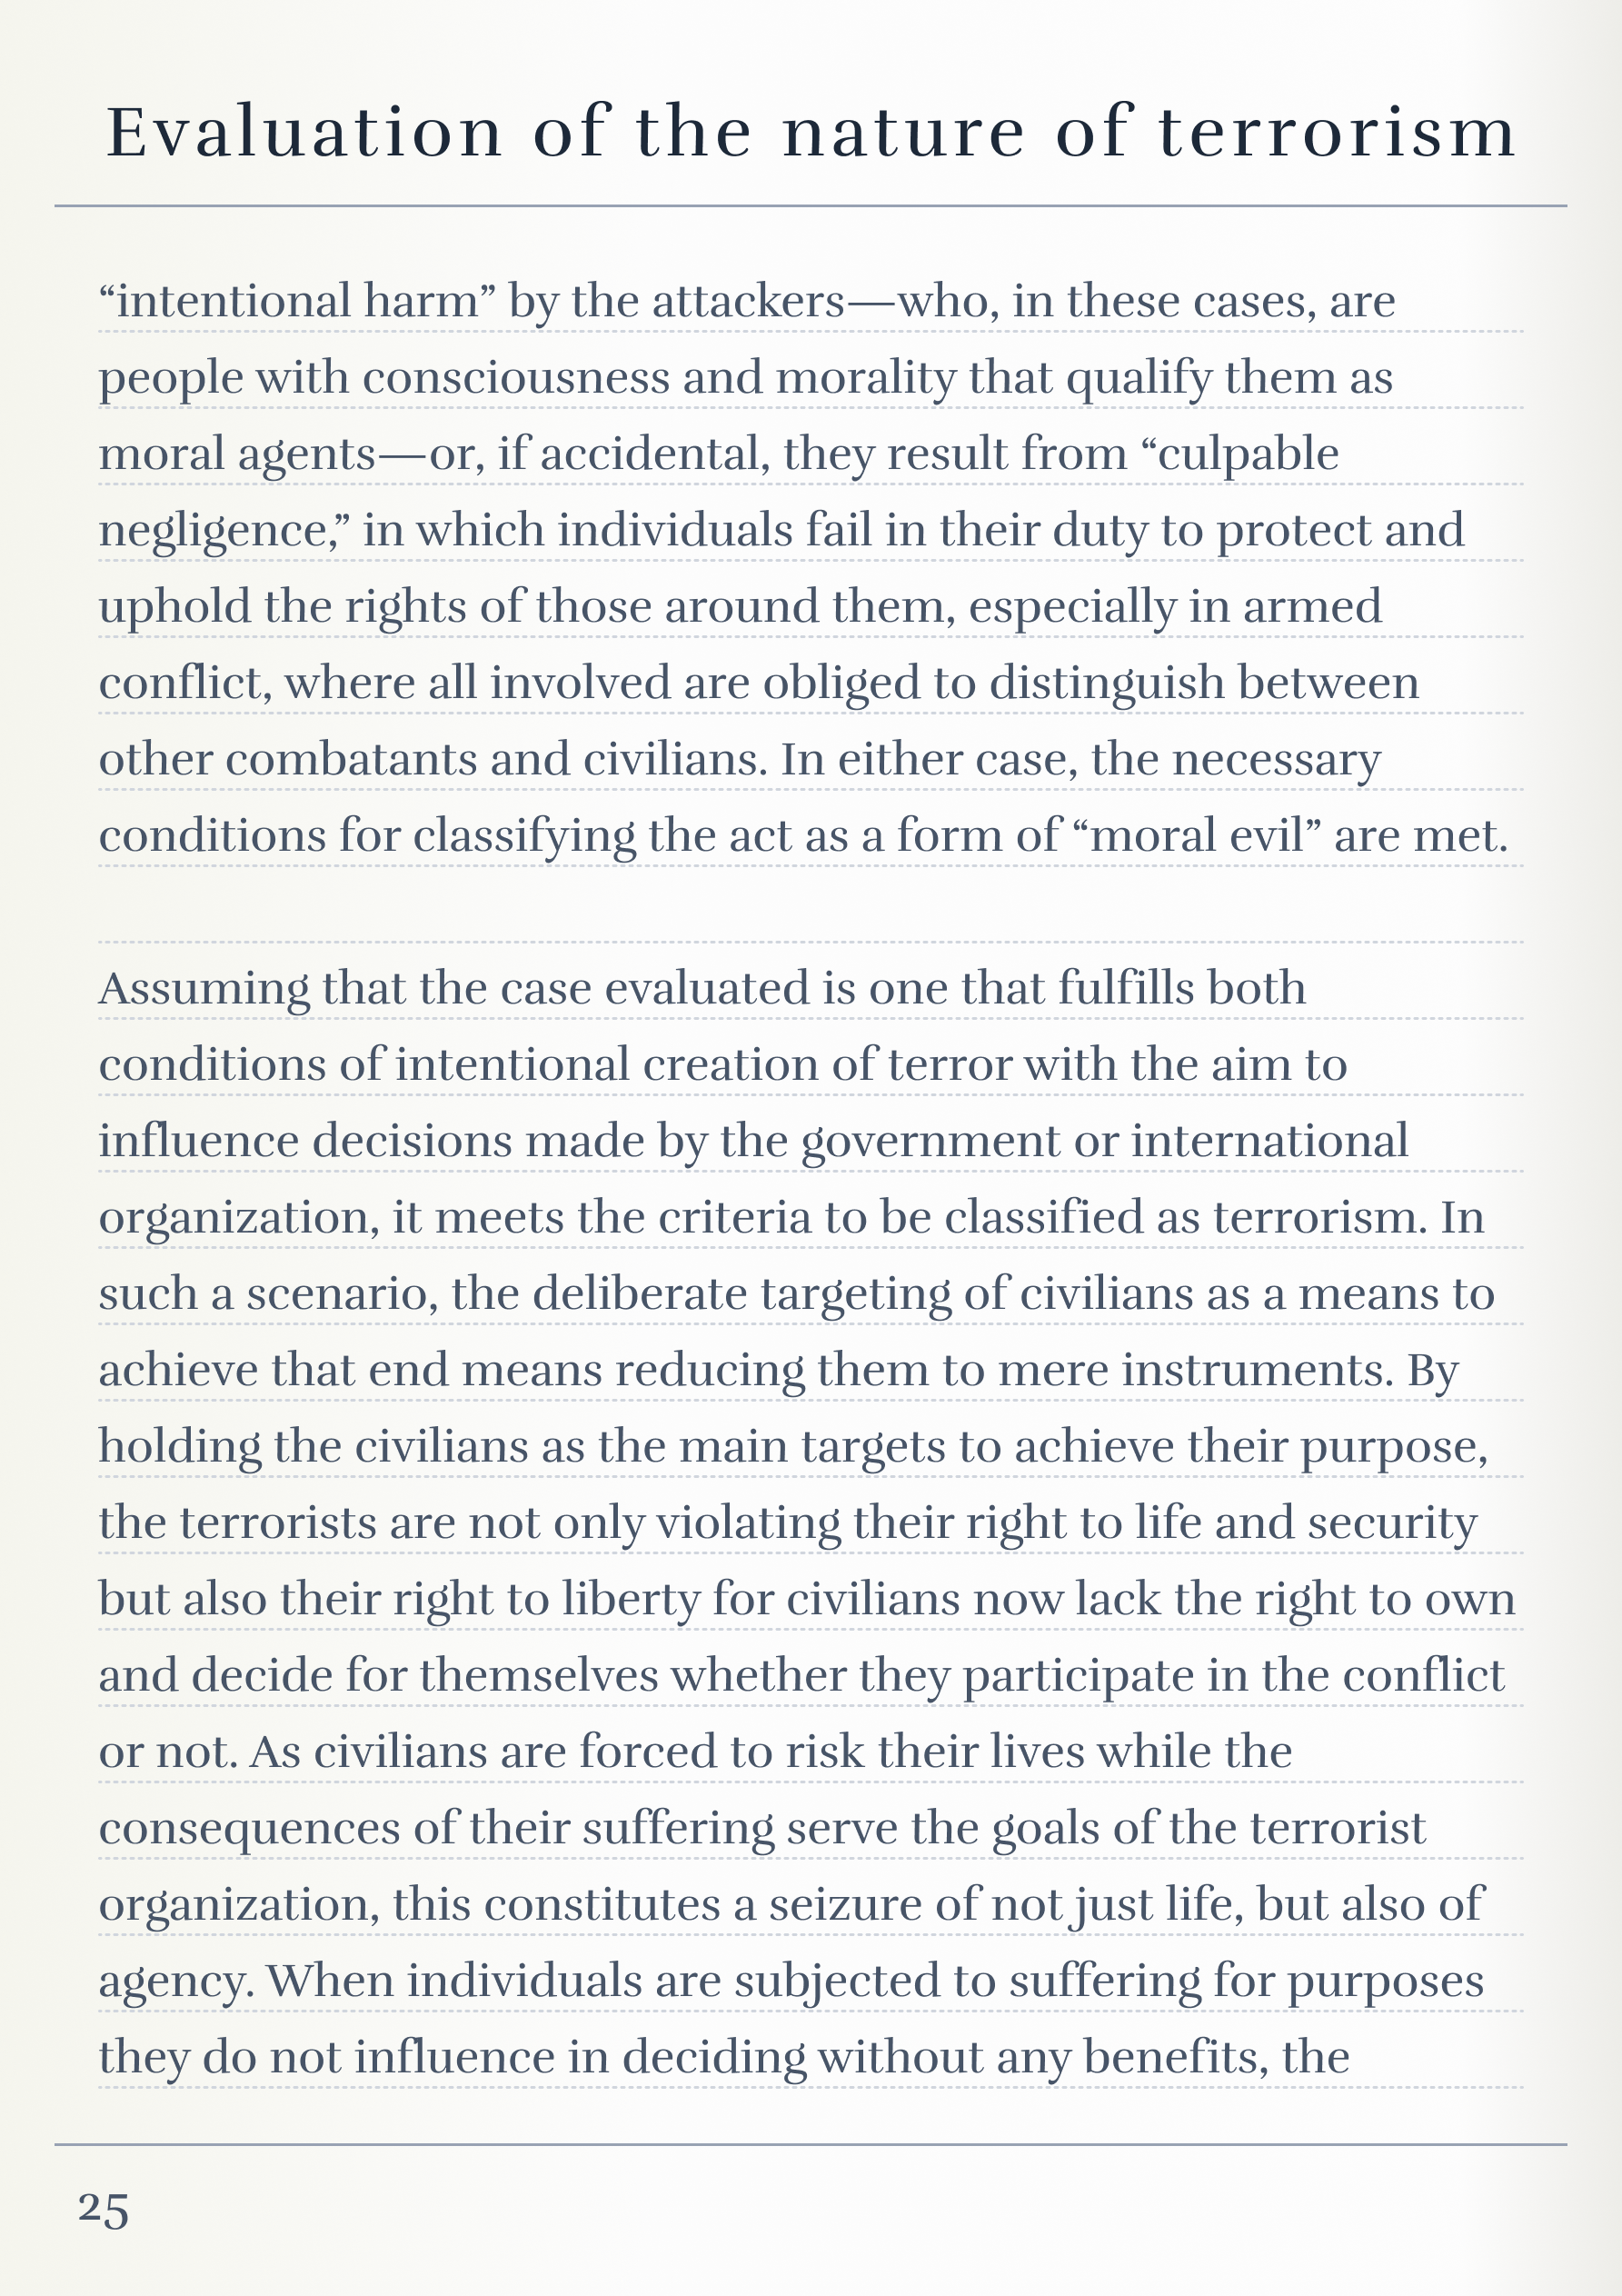 Evaluation of the nature of terrorism
“intentional harm” by the attackers—who, in these cases, are
people with consciousness and morality that qualify them as
moral agents—or, if accidental, they result from “culpable
negligence,” in which individuals fail in their duty to protect and
uphold the rights of those around them, especially in armed
conflict, where all involved are obliged to distinguish between
other combatants and civilians. In either case, the necessary
conditions for classifying the act as a form of “moral evil” are met.
Assuming that the case evaluated is one that fulfills both
conditions of intentional creation of terror with the aim to
influence decisions made by the government or international
organization, it meets the criteria to be classified as terrorism. In
such a scenario, the deliberate targeting of civilians as a means to
achieve that end means reducing them to mere instruments. By
holding the civilians as the main targets to achieve their purpose,
the terrorists are not only violating their right to life and security
but also their right to liberty for civilians now lack the right to own
and decide for themselves whether they participate in the conflict
or not. As civilians are forced to risk their lives while the
consequences of their suffering serve the goals of the terrorist
organization, this constitutes a seizure of not just life, but also of
agency. When individuals are subjected to suffering for purposes
they do not influence in deciding without any benefits, the
25